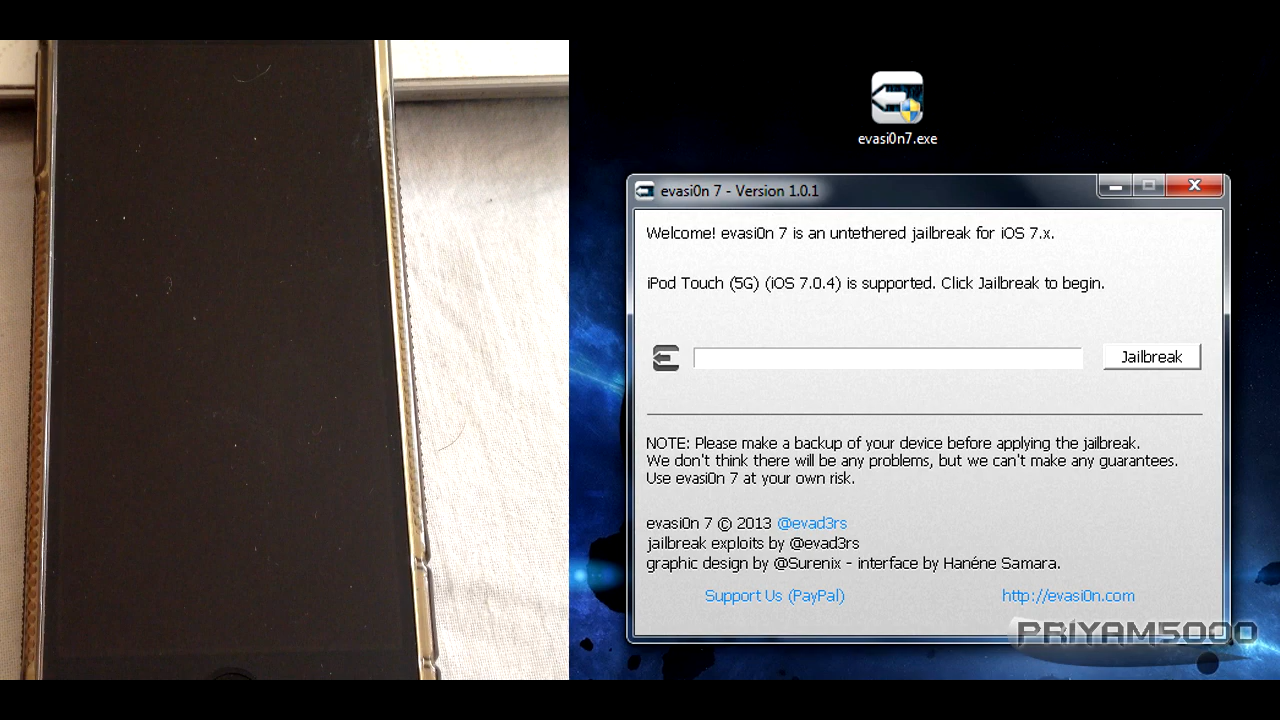 evasi0n7.exe
evasi0n 7 - Version 1.0.1
Welcome! evasi0n 7 is an untethered jailbreak for iOS 7.x.
iPod Touch (5G) (iOS 7.0.4) is supported. Click Jailbreak to begin.
Jailbreak
NOTE: Please make a backup of your device before applying the jailbreak.
We don't think there will be any problems, but we can't make any guarantees.
Use evasi0n 7 at your own risk.
evasi0n 7 © 2013 @evad3rs
jailbreak exploits by @evad3rs
graphic design by @Surenix - interface by Hanéne Samara.
Support Us (PayPal) http://evasi0n.com
PRIYAM5000